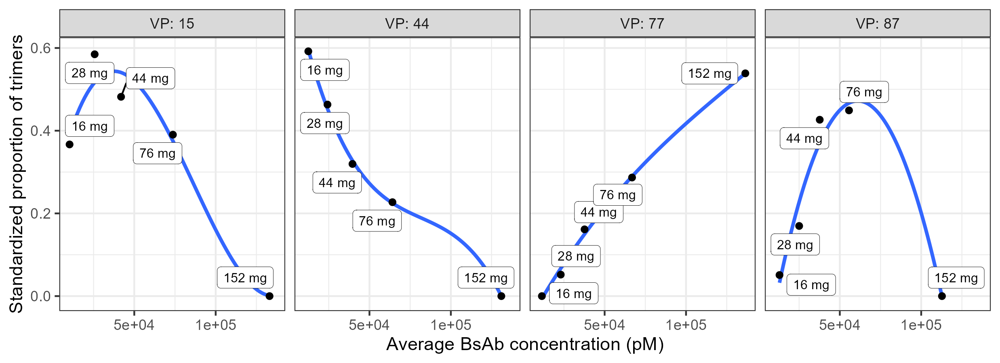 VP: 15
VP: 44
VP: 77
VP: 87
Standardized proportion of trimers
0.6
0.4
0.2
0.0
28 mg
44 mg
16 mg
76 mg
152 mg
16 mg
28 mg
44 mg
76 mg
152 mg
152 mg
76 mg
44 mg
28 mg
16 mg
76 mg
44 mg
28 mg
16 mg
152 mg
5e+04
1e+05
5e+04
1e+05
5e+04
1e+05
5e+04
1e+05
Average BsAb concentration (pM)